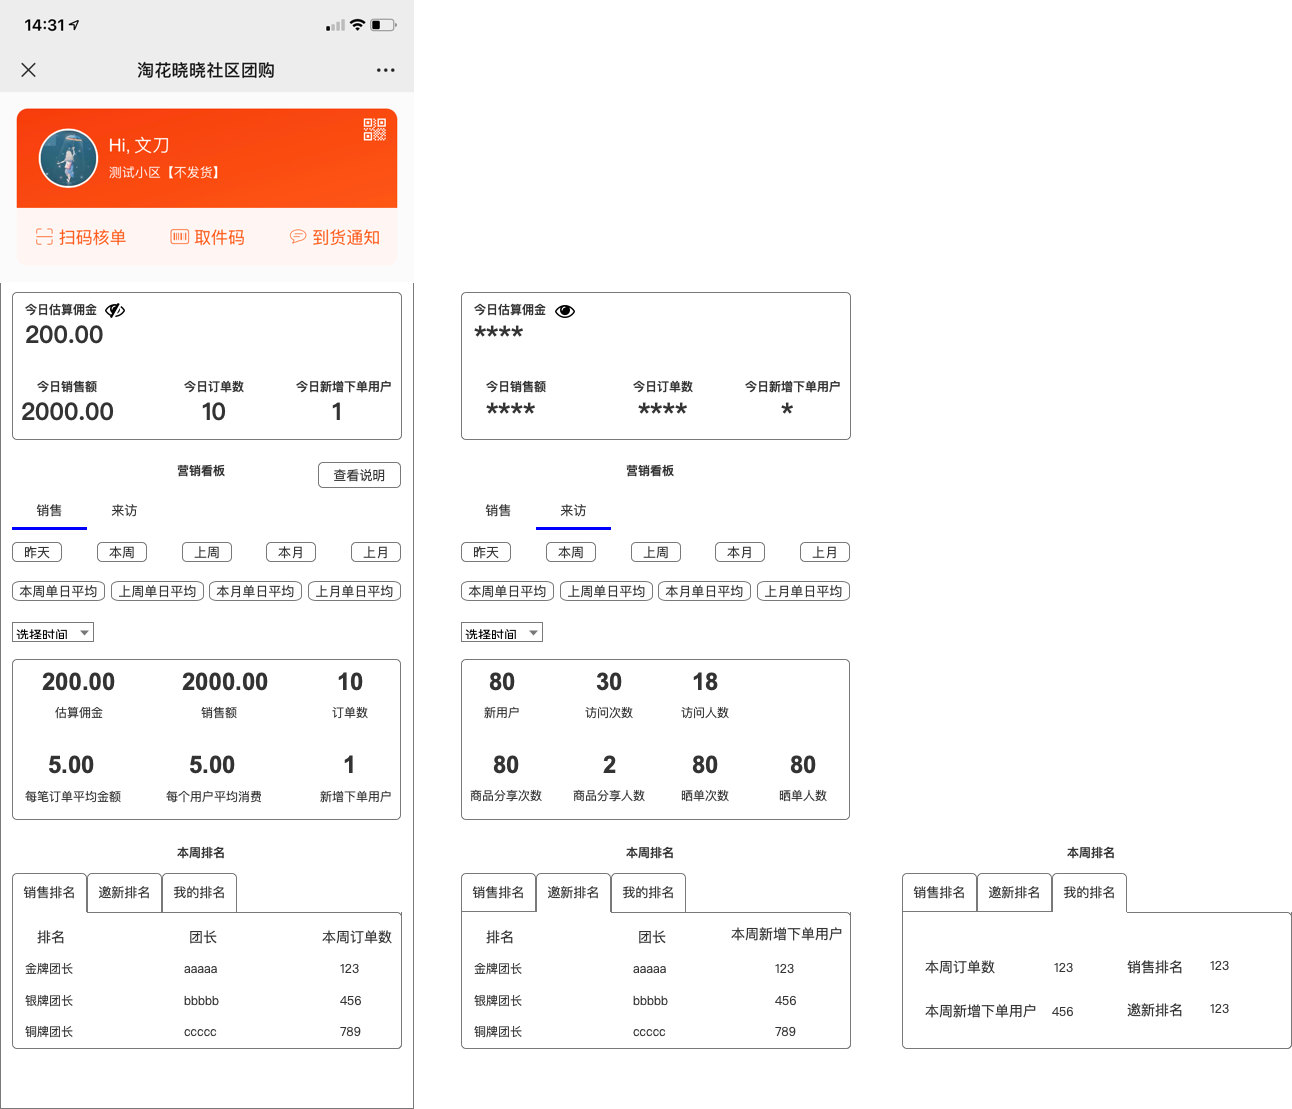 14:31
淘花晓晓社区团购
Hi, 文刀
测试小区【不发货】
扫码核单 取件码 到货通知
今日估算佣金
200.00
今日销售额 今日订单数 今日新增下单用户
2000.00 10 1
营销看板 查看说明
销售 来访
昨天 本周 上周 本月 上月
本周单日平均 上周单日平均 本月单日平均 上月单日平均
选择时间
200.00 2000.00 10
估算佣金 销售额 订单数
5.00 5.00 1
每笔订单平均金额 每个用户平均消费 新增下单用户
本周排名
销售排名 邀新排名 我的排名
排名 团长 本周订单数
金牌团长 aaaaa 123
银牌团长 bbbbb 456
铜牌团长 ccccc 789
今日估算佣金
****
今日销售额 今日订单数 今日新增下单用户
**** **** *
营销看板
销售 来访
昨天 本周 上周 本月 上月
本周单日平均 上周单日平均 本月单日平均 上月单日平均
选择时间
80 30 18
新用户 访问次数 访问人数
80 2 80 80
商品分享次数 商品分享人数 晒单次数 晒单人数
本周排名
销售排名 邀新排名 我的排名
排名 团长 本周新增下单用户
金牌团长 aaaaa 123
银牌团长 bbbbb 456
铜牌团长 ccccc 789
本周排名
销售排名 邀新排名 我的排名
本周订单数 123 销售排名 123
本周新增下单用户 456 邀新排名 123